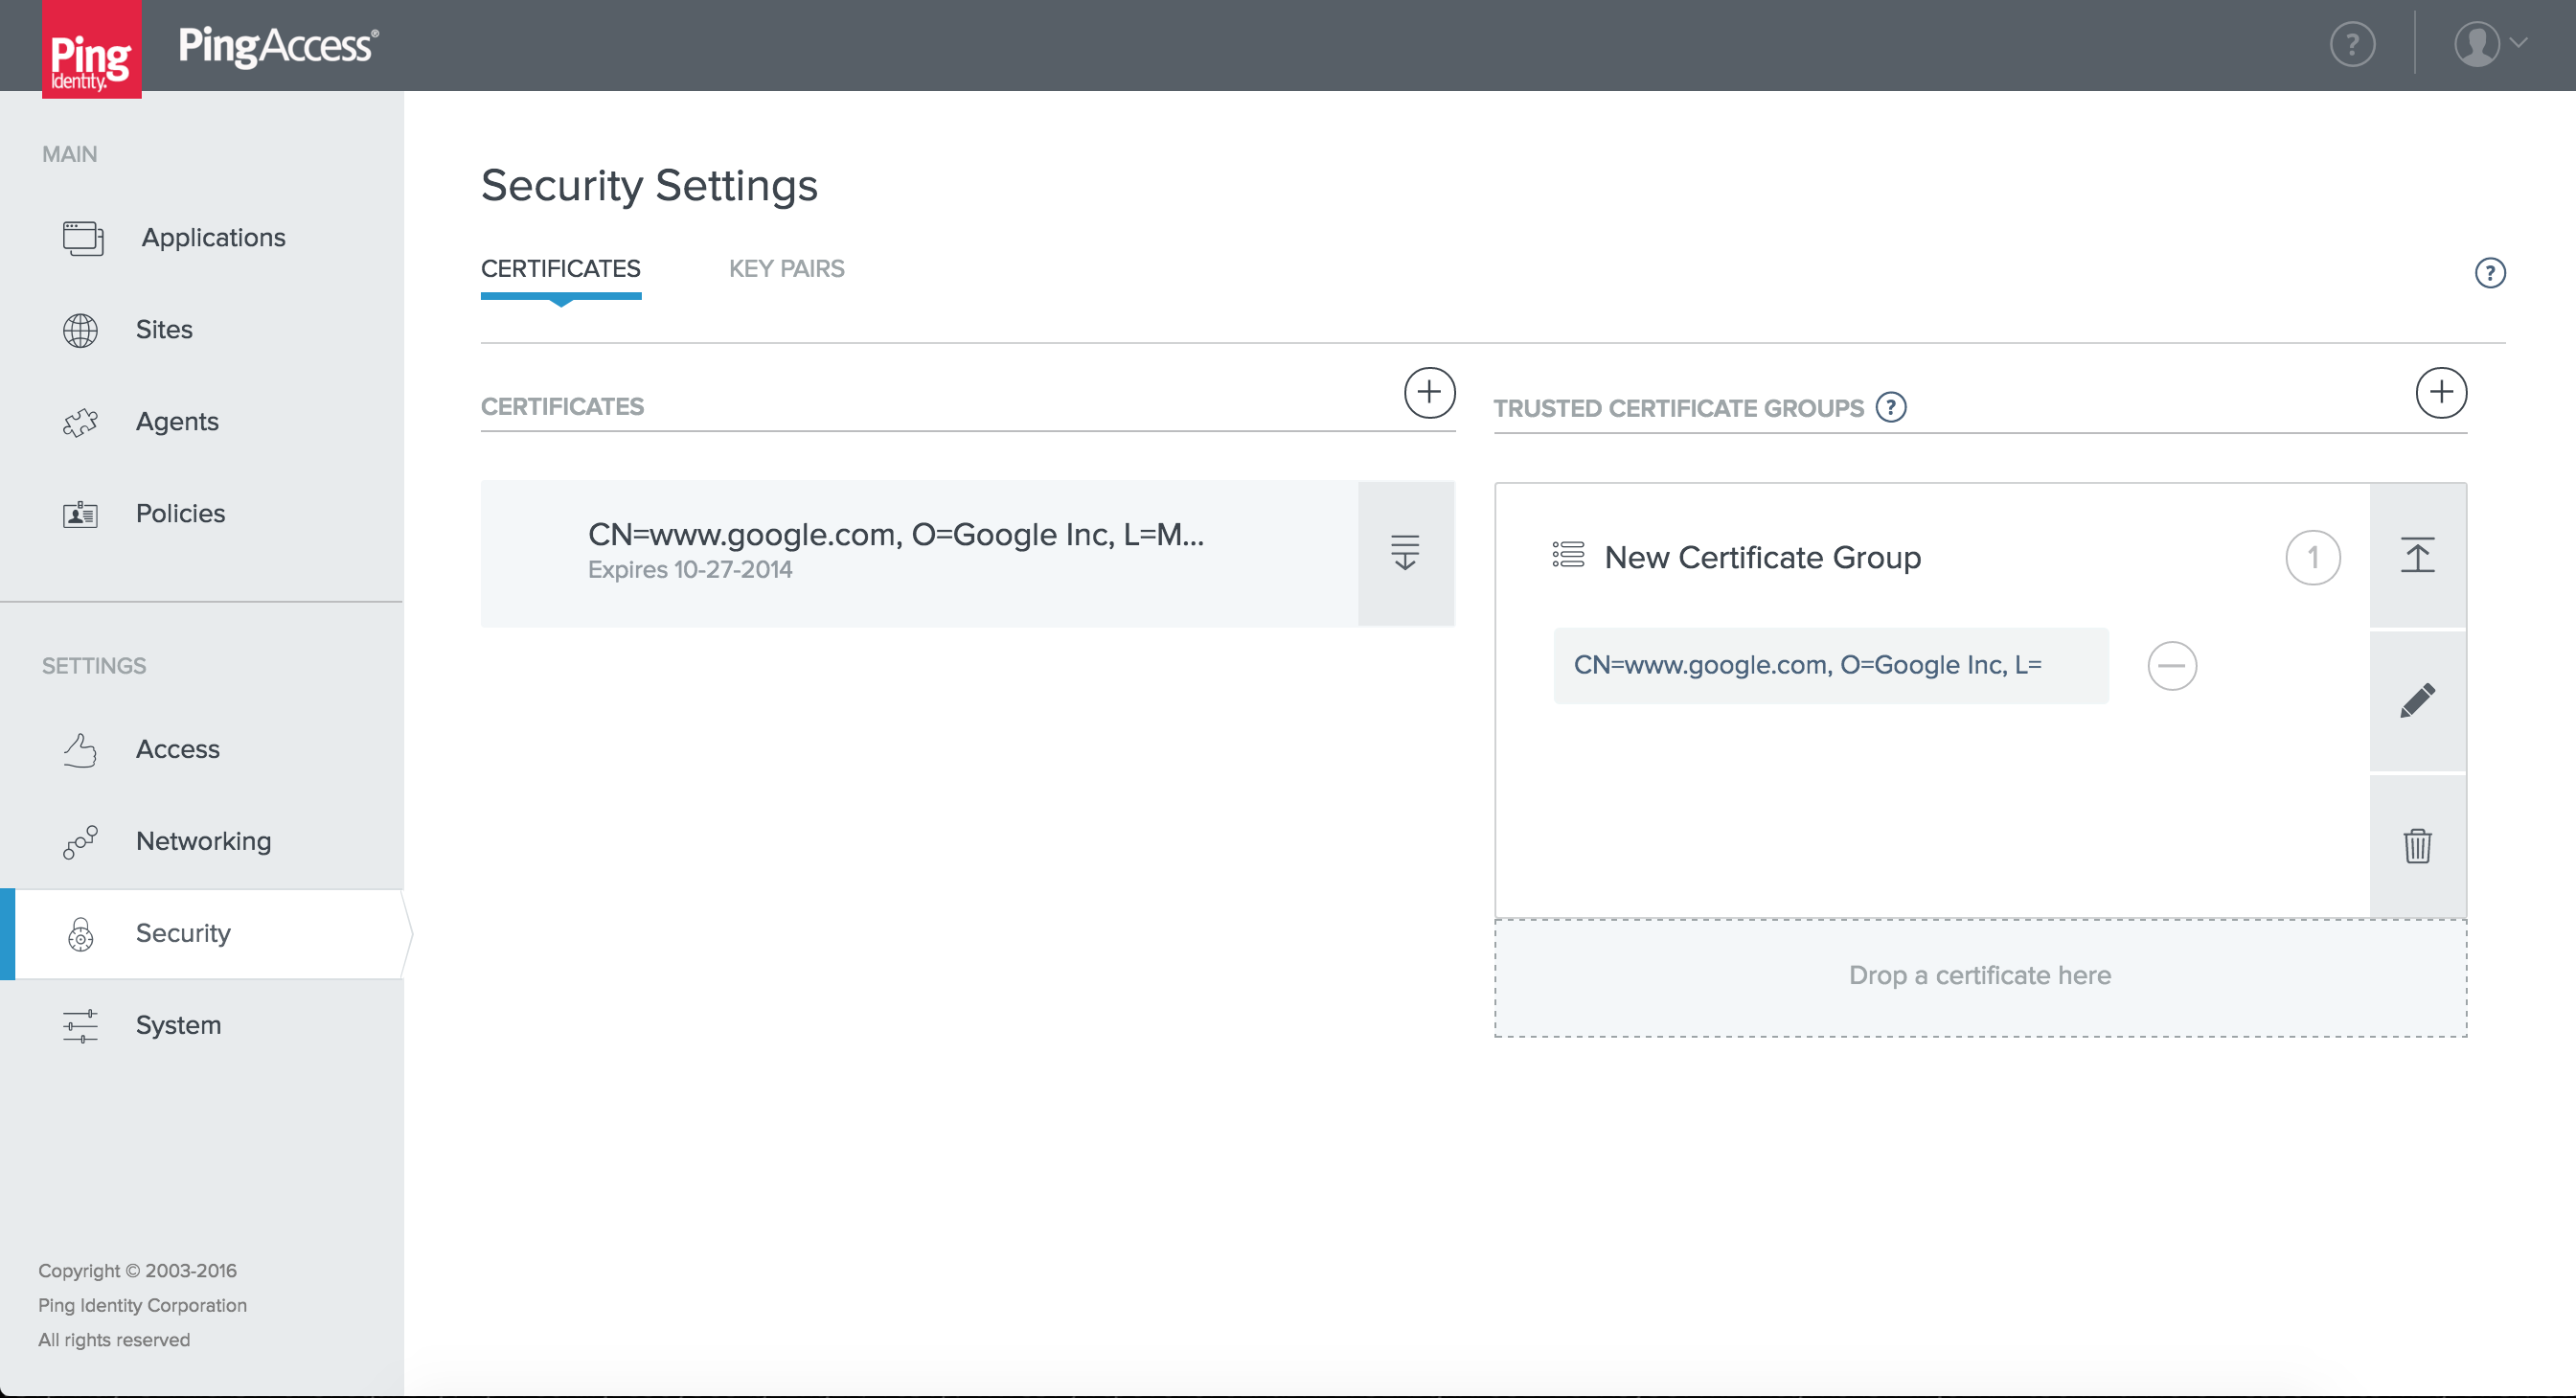 Ping
Identity.
PingAccess®
?
MAIN
Applications
Sites
Agents
Policies
SETTINGS
Access
Networking
Security
System
Copyright © 2003-2016
Ping Identity Corporation
All rights reserved
Security Settings
CERTIFICATES
KEY PAIRS
?
CERTIFICATES
CN=www.google.com, O=Google Inc, L=M...
Expires 10-27-2014
TRUSTED CERTIFICATE GROUPS ?
New Certificate Group
1
CN=www.google.com, O=Google Inc, L=
Drop a certificate here